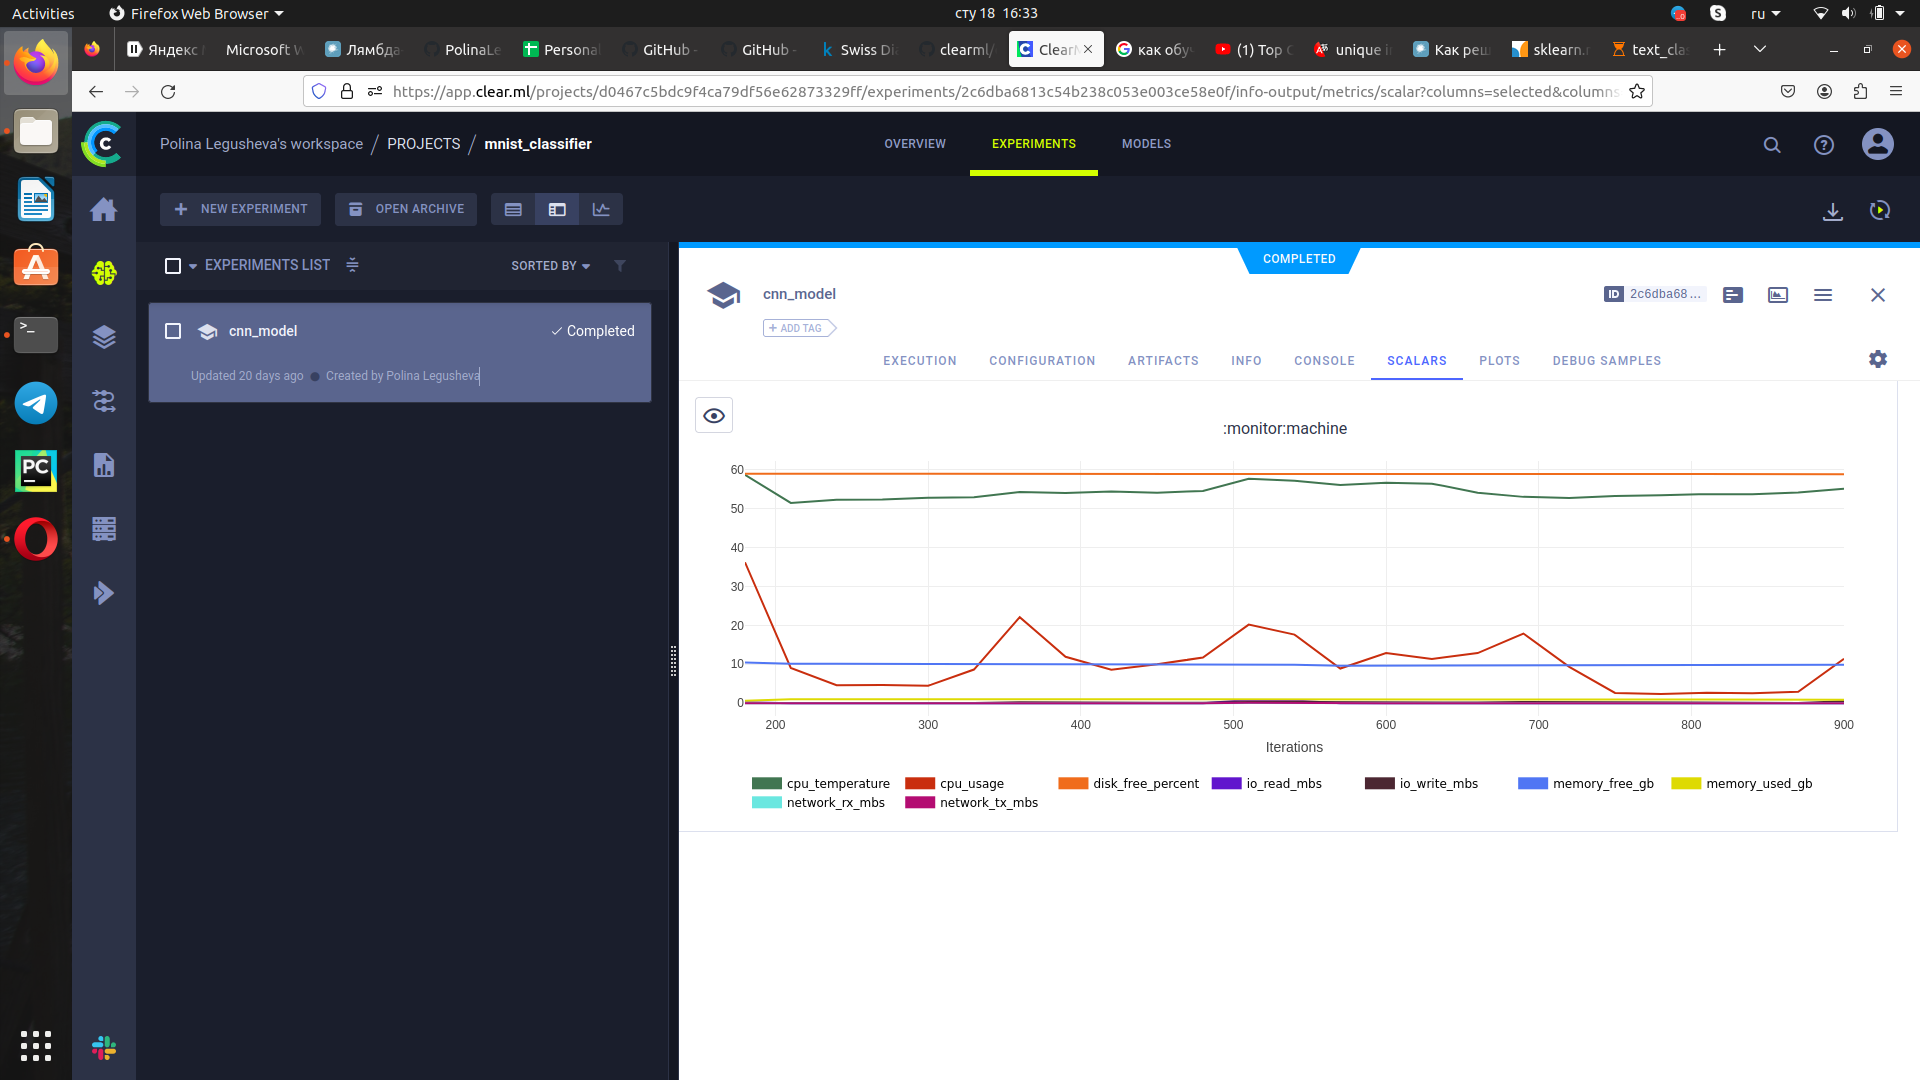 Activities Firefox Web Browser сту 18 16:33 ru
Яндекс Microsoft W Лямбда PolinaLe Personal GitHub - GitHub - Swiss Di clearml/ ClearM как обу (1) Top unique i Как реш sklearn. text_cla
https://app.clear.ml/projects/d0467c5bdc9f4ca79df56e62873329ff/experiments/2c6dba6813c54b238c053e003ce58e0f/info-output/metrics/scalar?columns=selected&columns
Polina Legusheva's workspace / PROJECTS / mnist_classifier OVERVIEW EXPERIMENTS MODELS
NEW EXPERIMENT OPEN ARCHIVE
EXPERIMENTS LIST SORTED BY
COMPLETED
cnn_model ID 2c6dba68 ...
+ ADD TAG
cnn_model Completed
Updated 20 days ago Created by Polina Legusheva
EXECUTION CONFIGURATION ARTIFACTS INFO CONSOLE SCALARS PLOTS DEBUG SAMPLES
:monitor:machine
60
50
40
30
20
10
0
200 300 400 500 600 700 800 900
Iterations
cpu_temperature cpu_usage disk_free_percent io_read_mbs io_write_mbs memory_free_gb memory_used_gb
network_rx_mbs network_tx_mbs
PC